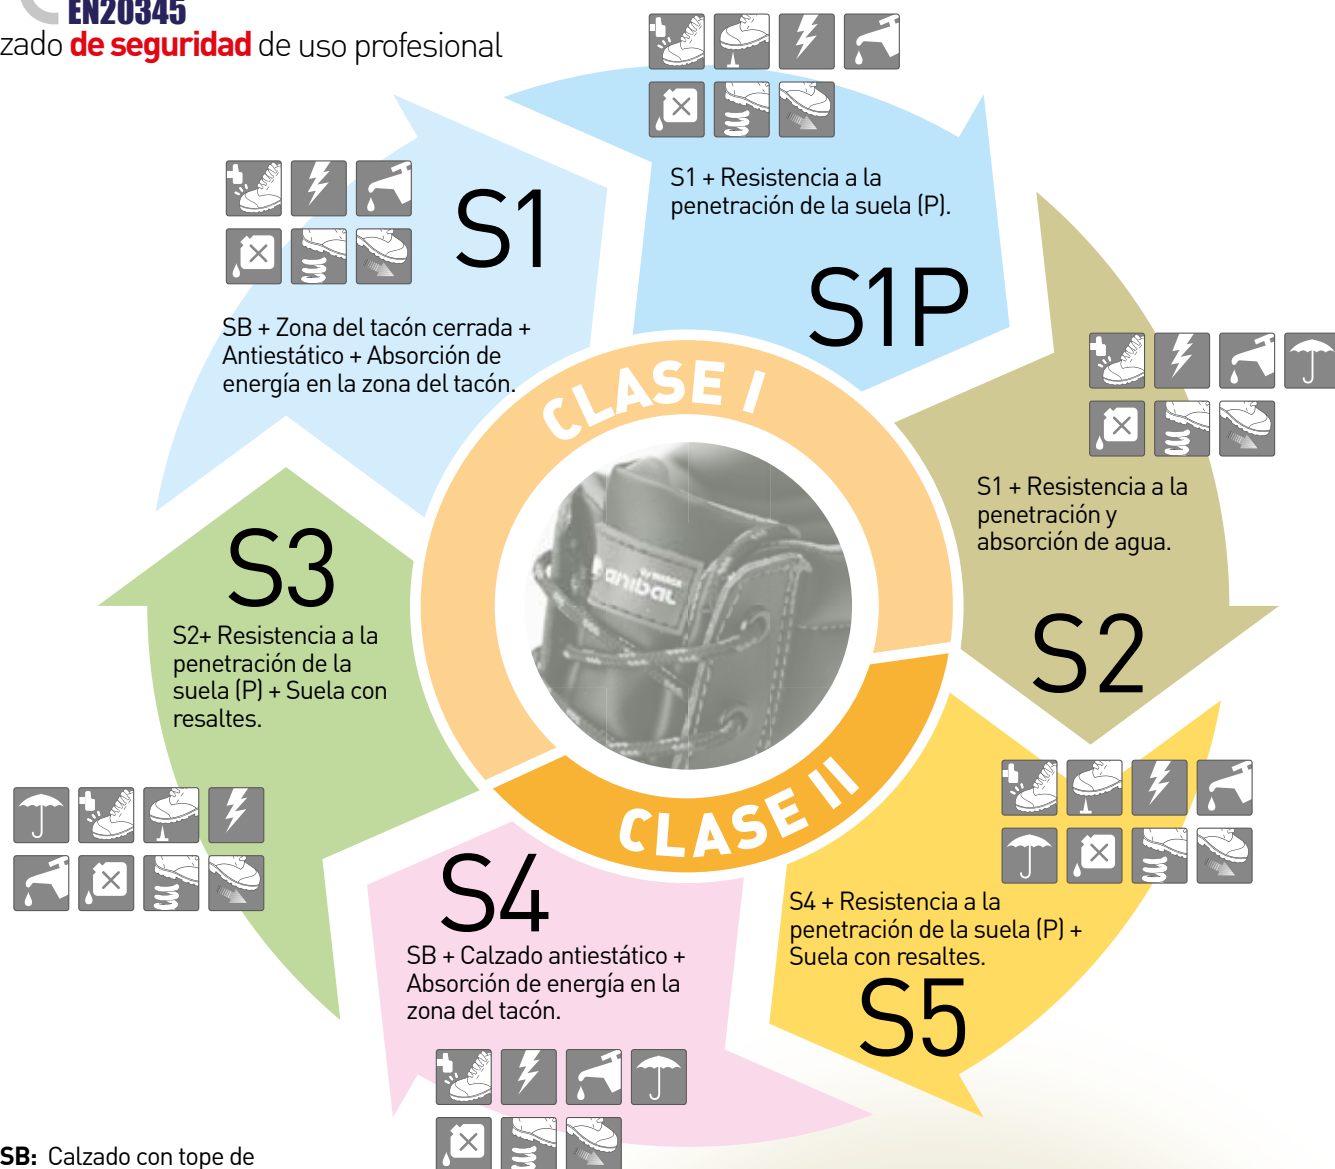 EN20345
zado de seguridad de uso profesional
S1
SB + Zona del tacón cerrada +
Antiestático + Absorción de
energía en la zona del tacón.
S1 + Resistencia a la
penetración de la suela (P).
S1P
S1 + Resistencia a la
penetración y
absorción de agua.
S2
S3
S2+ Resistencia a la
penetración de la
suela (P) + Suela con
resaltes.
CLASE I
anibal
CLASE II
S4
SB + Calzado antiestático +
Absorción de energía en la
zona del tacón.
S4 + Resistencia a la
penetración de la suela (P) +
Suela con resaltes.
S5
SB: Calzado con tope de